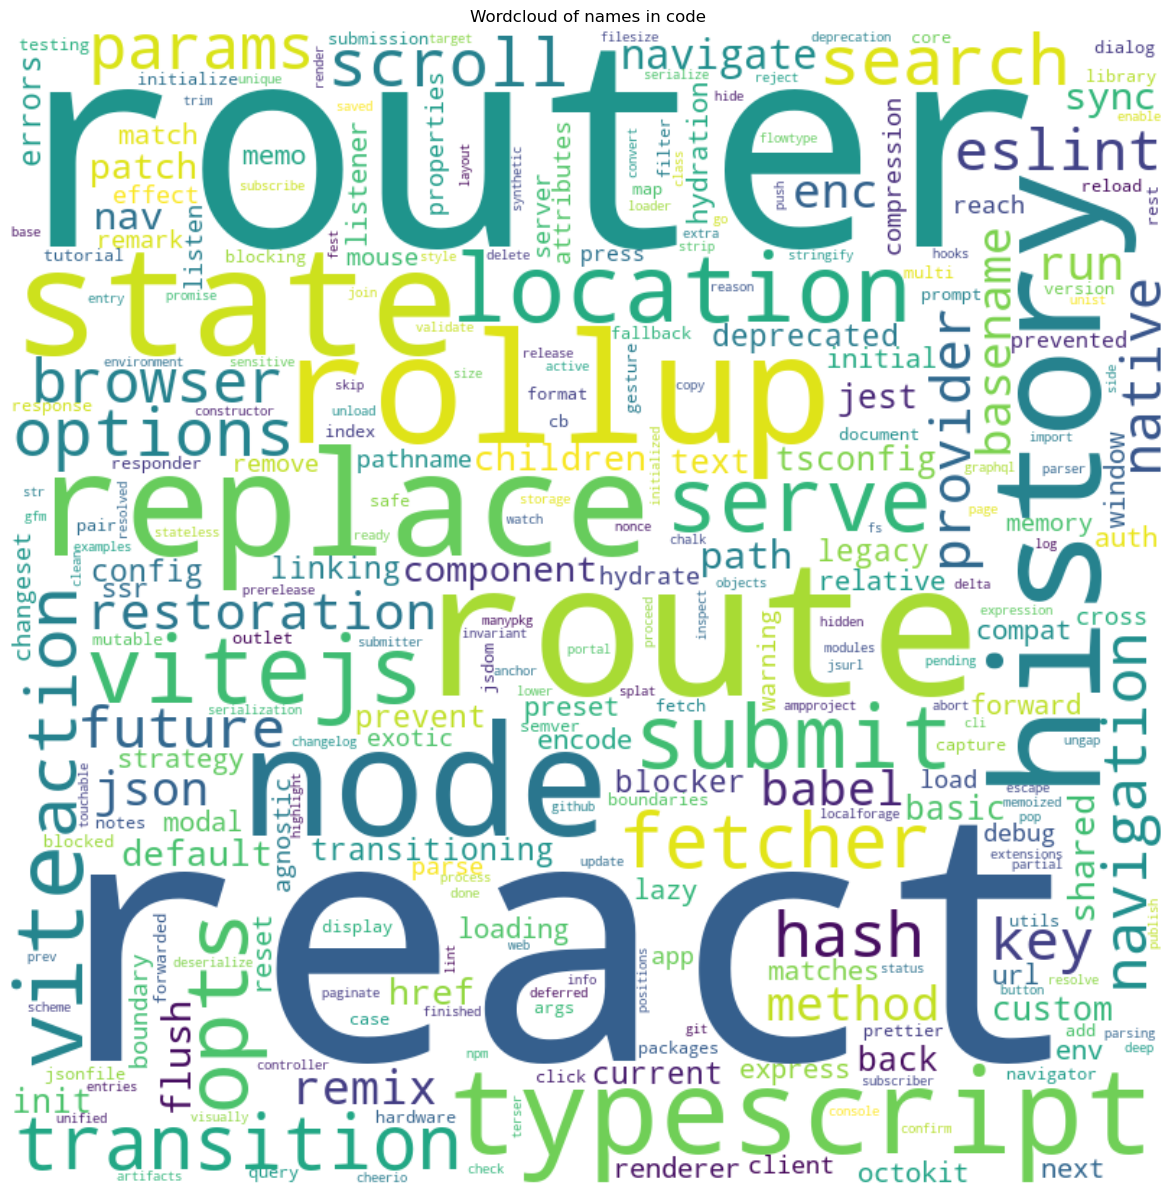 Wordcloud of names in code
testing
params
render
submission
target
scroll
filesize
navigate
deprecation
core
search
dialog
errors
initialize
unique
serialize
reject
library
sync
trim
saved
properties
hide
enable
router
match
memo
listener
layout
synthetic
attributes
convert
filter
class
hydration
flowtype
compression
eslint
patch
subscribe
effect
map
loader
push
enc
reload
nav
listen
server
go
reach
rest
base
remark
fest
extra
strip
tutorial
blocking
mouse
style
delete
press
stringify
hooks
history
state
location
reason
multi
basename
run
version
entry
promise
join
prompt
unist
native
validate
fallback
deprecated
provider
prevented
environment
sensitive
rollup
release
active
gesture
initial
side
browser
size
skip
format
copy
jest
response
constructor
unload
cb
options
index
document
import
window
responder
remove
pathname
children
initialized
text
tsconfig
graphql
parser
str
replace
safe
storage
serve
page
gfm
pair
resolved
stateless
watch
nonce
fs
memory
auth
changeset
examples
ready
chalk
path
legacy
log
clean
config
linking
component
hydrate
objects
relative
delta
ssr
prerelease
restoration
route
manypkg
proceed
inspect
expression
cross
mutable
outlet
submitter
invariant
hidden
compat
viteaction
vitejs
jsdom
portal
warning
modules
pending
navigation
anchor
jsurl
lower
splat
ampproject
abort
forward
serialization
prevent
preset
fetch
submit
cli
future
changelog
exotic
semver
encode
capture
ungap
strategy
node
touchable
json
agnostic
highlight
github
blocker
babel
load
escape
boundaries
basic
memoized
notes
modal
localforage
pop
shared
blocked
fetcher
debug
default
transitioning
update
extensions
parse
partial
process
react
done
lazy
opts
reset
display
loading
hash
key
utils
publish
prev
forwarded
lint
web
app
deserialize
positions
matches
status
url
resolve
scheme
boundary
flush
paginate
href
info
deferred
method
button
case
finished
args
custom
git
prettier
add
parsing
npm
packages
back
env
deep
jsonfile
controller
click
current
express
entries
remix
subscriber
navigator
init
unified
visually
hardware
typescript
console
terser
confirm
transition
artifacts
query
cheerio
check
renderer
client
octokit
next